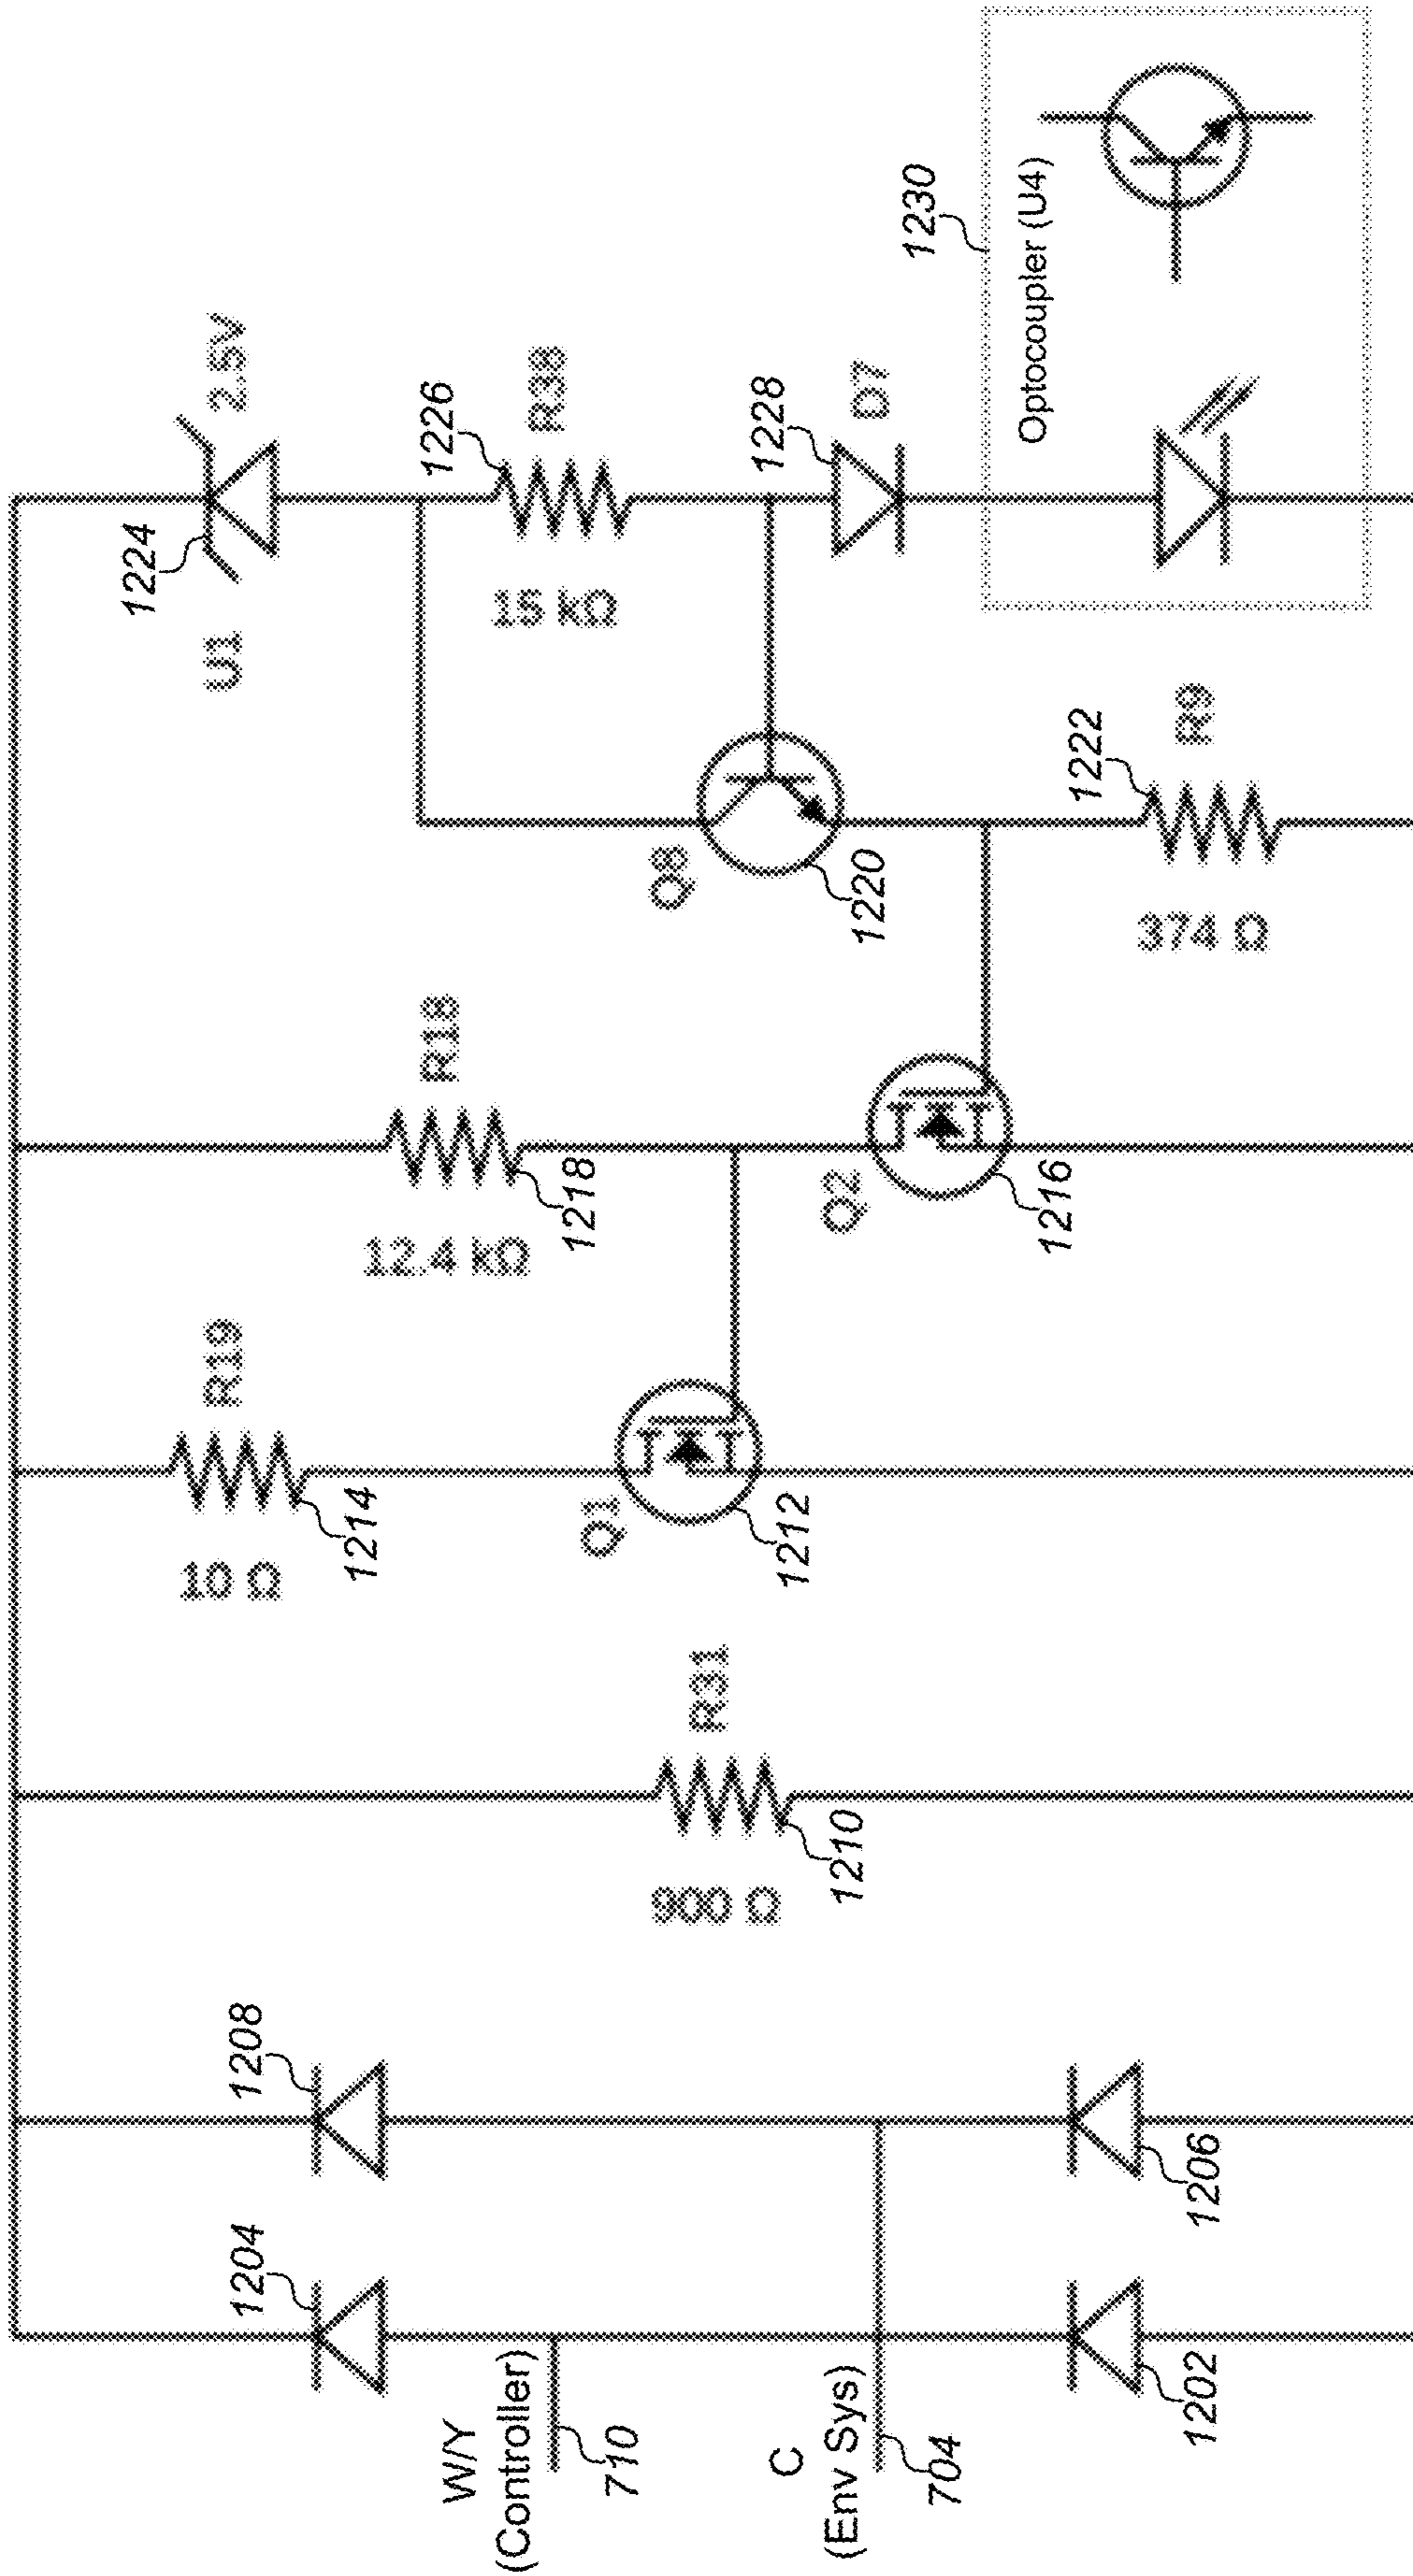 W/Y
(Controller)
710
C
(Env Sys)
704
1204
1208
1202
1206
900 Ω
R31
1210
10 Ω
R19
1214
Q1
1212
12.4 kΩ
R18
1218
Q2
1216
Q8
1220
374 Ω
1222
R9
U1
1224
2.5V
15 kΩ
1226
R38
1228
D7
1230
Optocoupler (U4)